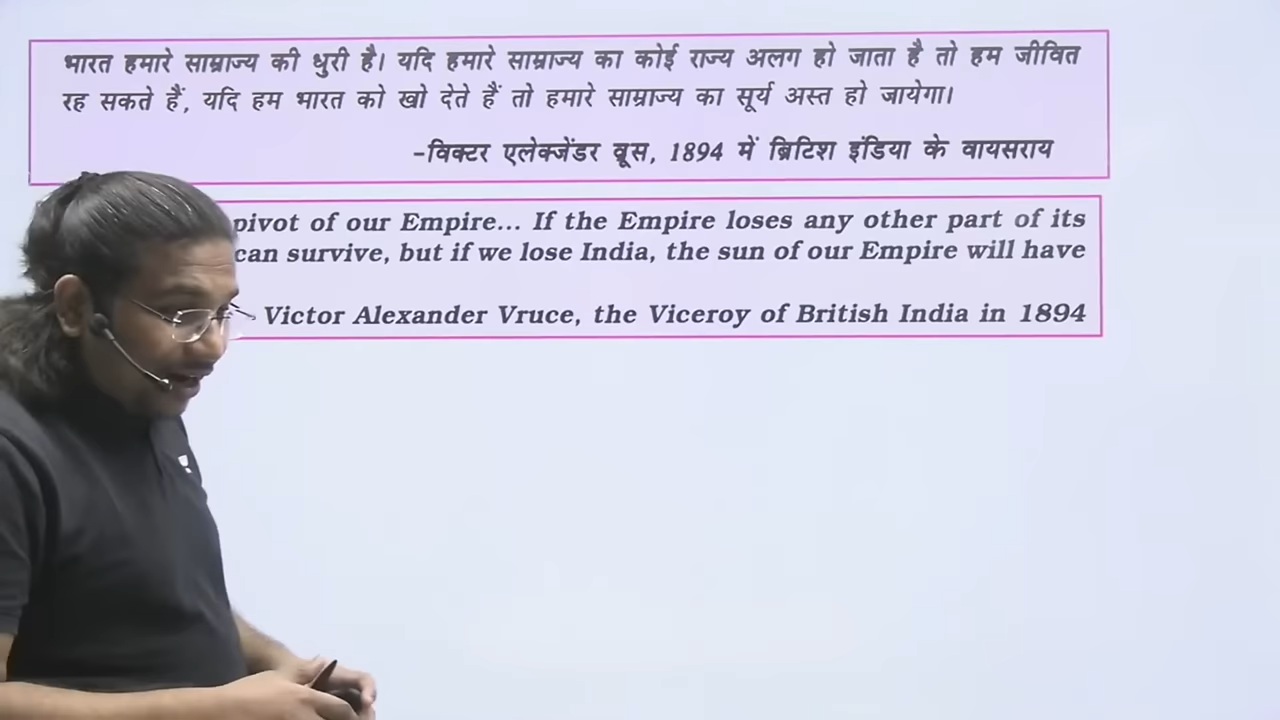 भारत हमारे साम्राज्य की धुरी है। यदि हमारे साम्राज्य का कोई राज्य अलग हो जाता है तो हम जीवित
रह सकते हैं, यदि हम भारत को खो देते हैं तो हमारे साम्राज्य का सूर्य अस्त हो जायेगा।
-विक्टर एलेक्जेंडर व्रूस, 1894 में ब्रिटिश इंडिया के वायसराय
pivot of our Empire... If the Empire loses any other part of its
can survive, but if we lose India, the sun of our Empire will have
Victor Alexander Vruce, the Viceroy of British India in 1894